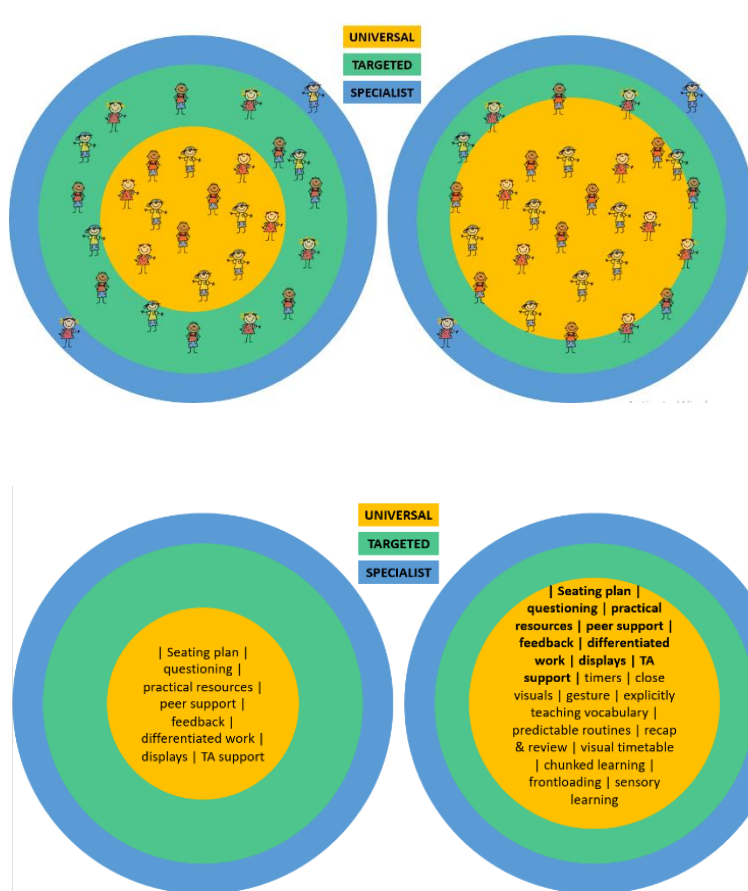 UNIVERSAL
TARGETED
SPECIALIST
UNIVERSAL
TARGETED
SPECIALIST
| Seating plan |
questioning |
practical resources |
peer support |
feedback |
differentiated work |
displays | TA support
| Seating plan |
questioning | practical
resources | peer support |
feedback | differentiated
work | displays | TA
support | timers | close
visuals | gesture | explicitly
teaching vocabulary |
predictable routines | recap
& review | visual timetable
| chunked learning |
frontloading | sensory
learning